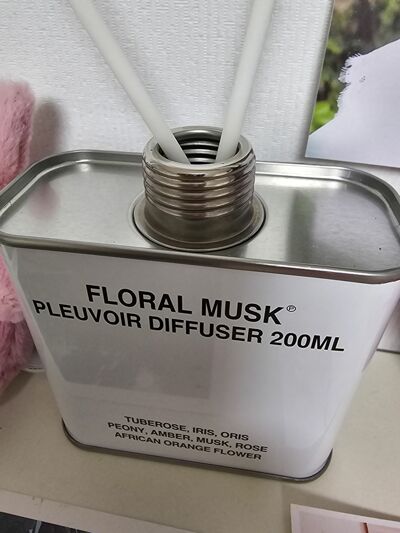 FLORAL MUSK℗
PLEUVOIR DIFFUSER 200ML
TUBEROSE, IRIS, ORIS
PEONY, AMBER, MUSK, ROSE
AFRICAN ORANGE FLOWER